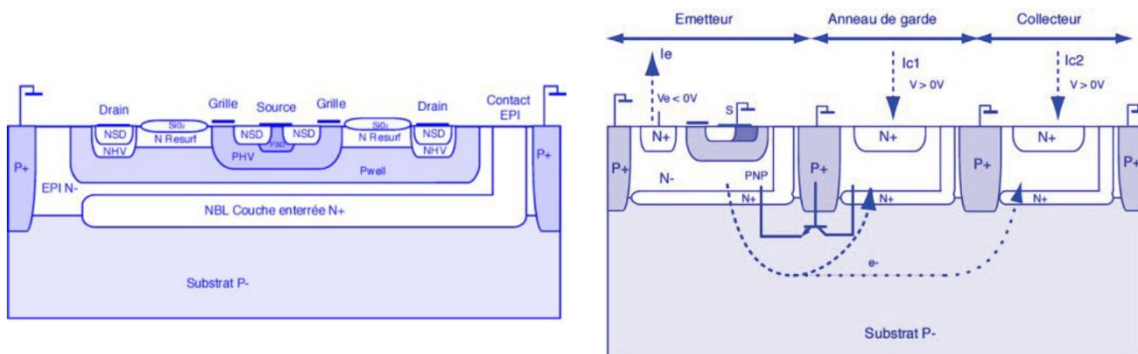 Drain
Grille
Source
Grille
Drain
Contact
EPI
SiO₂
SiO₂
NSD
N Resurf
NSD
NSD
N Resurf
NSD
NHV
PSD
NHV
PHV
Pwell
P+
P+
EPI N-
NBL Couche enterrée N+
Substrat P-
Emetteur
Anneau de garde
Collecteur
Ie
Ic1
Ic2
Ve < 0V
V > 0V
V > 0V
S
N+
N+
N+
P+
P+
P+
P+
N-
PNP
N+
N+
N+
e-
Substrat P-